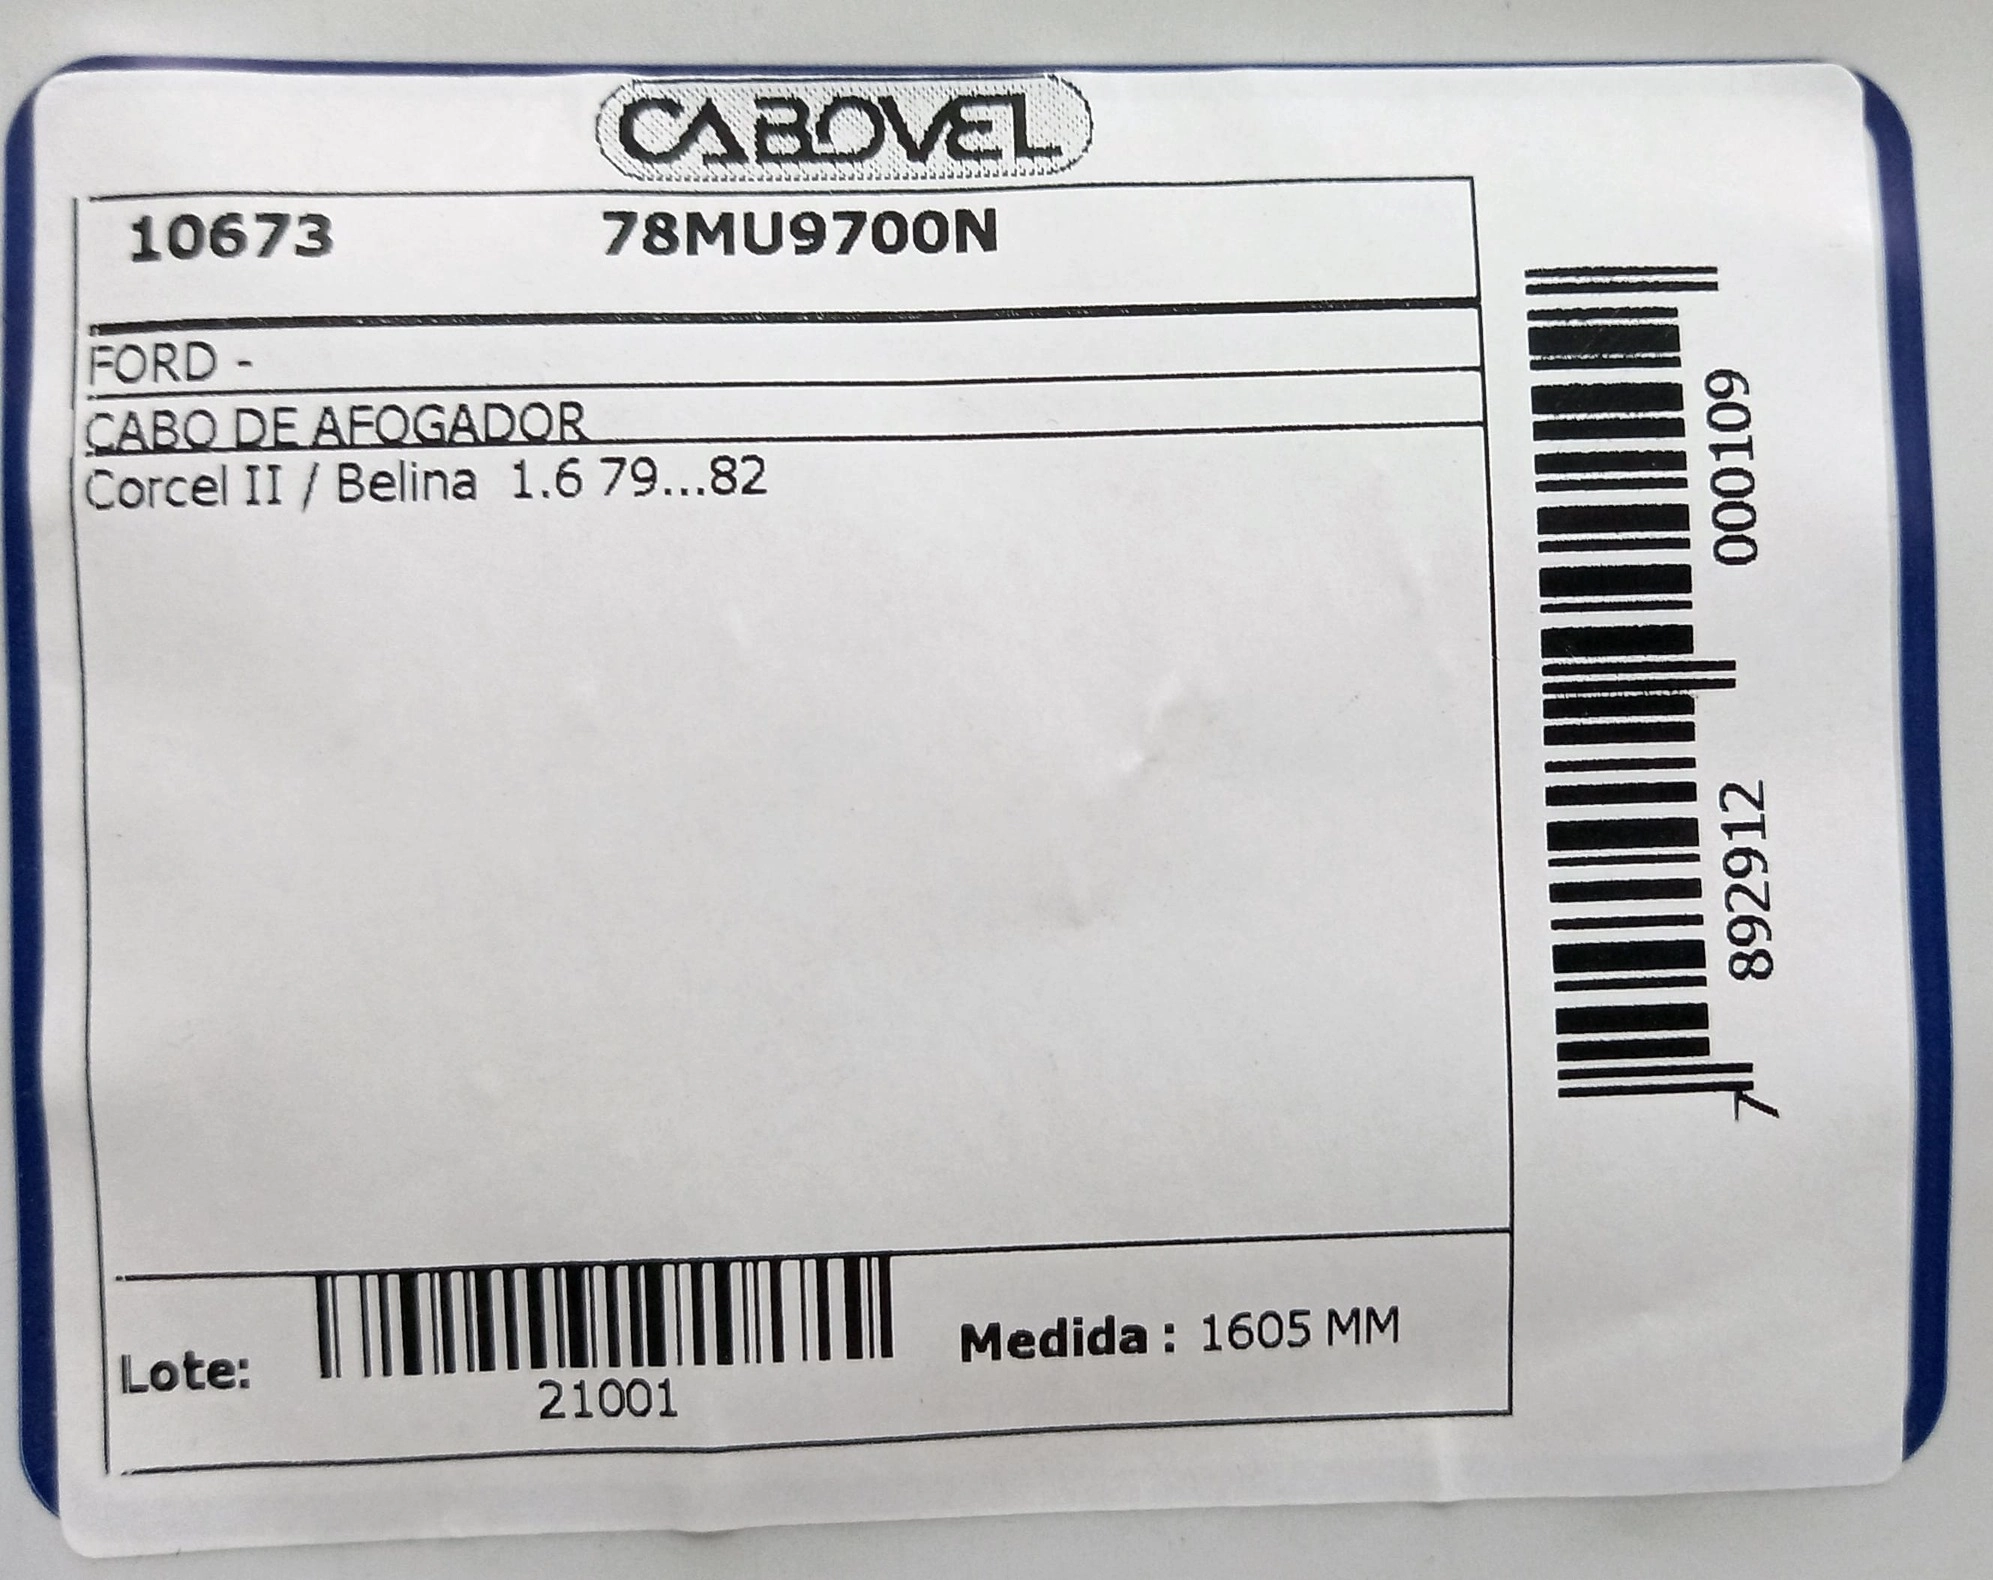 CABOVEL
10673 78MU9700N
FORD -
CABO DE AFOGADOR
Corcel II / Belina 1.6 79...82
Lote:
21001
Medida : 1605 MM
7 892912 000109